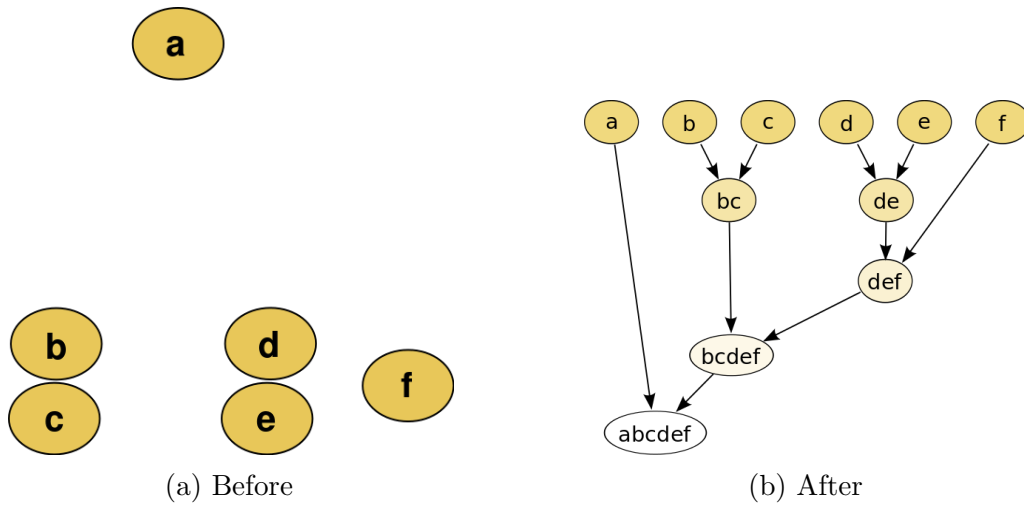 a
b
c
d
e
f
(a) Before
a b c d e f
bc de
def
bcdef
abcdef
(b) After